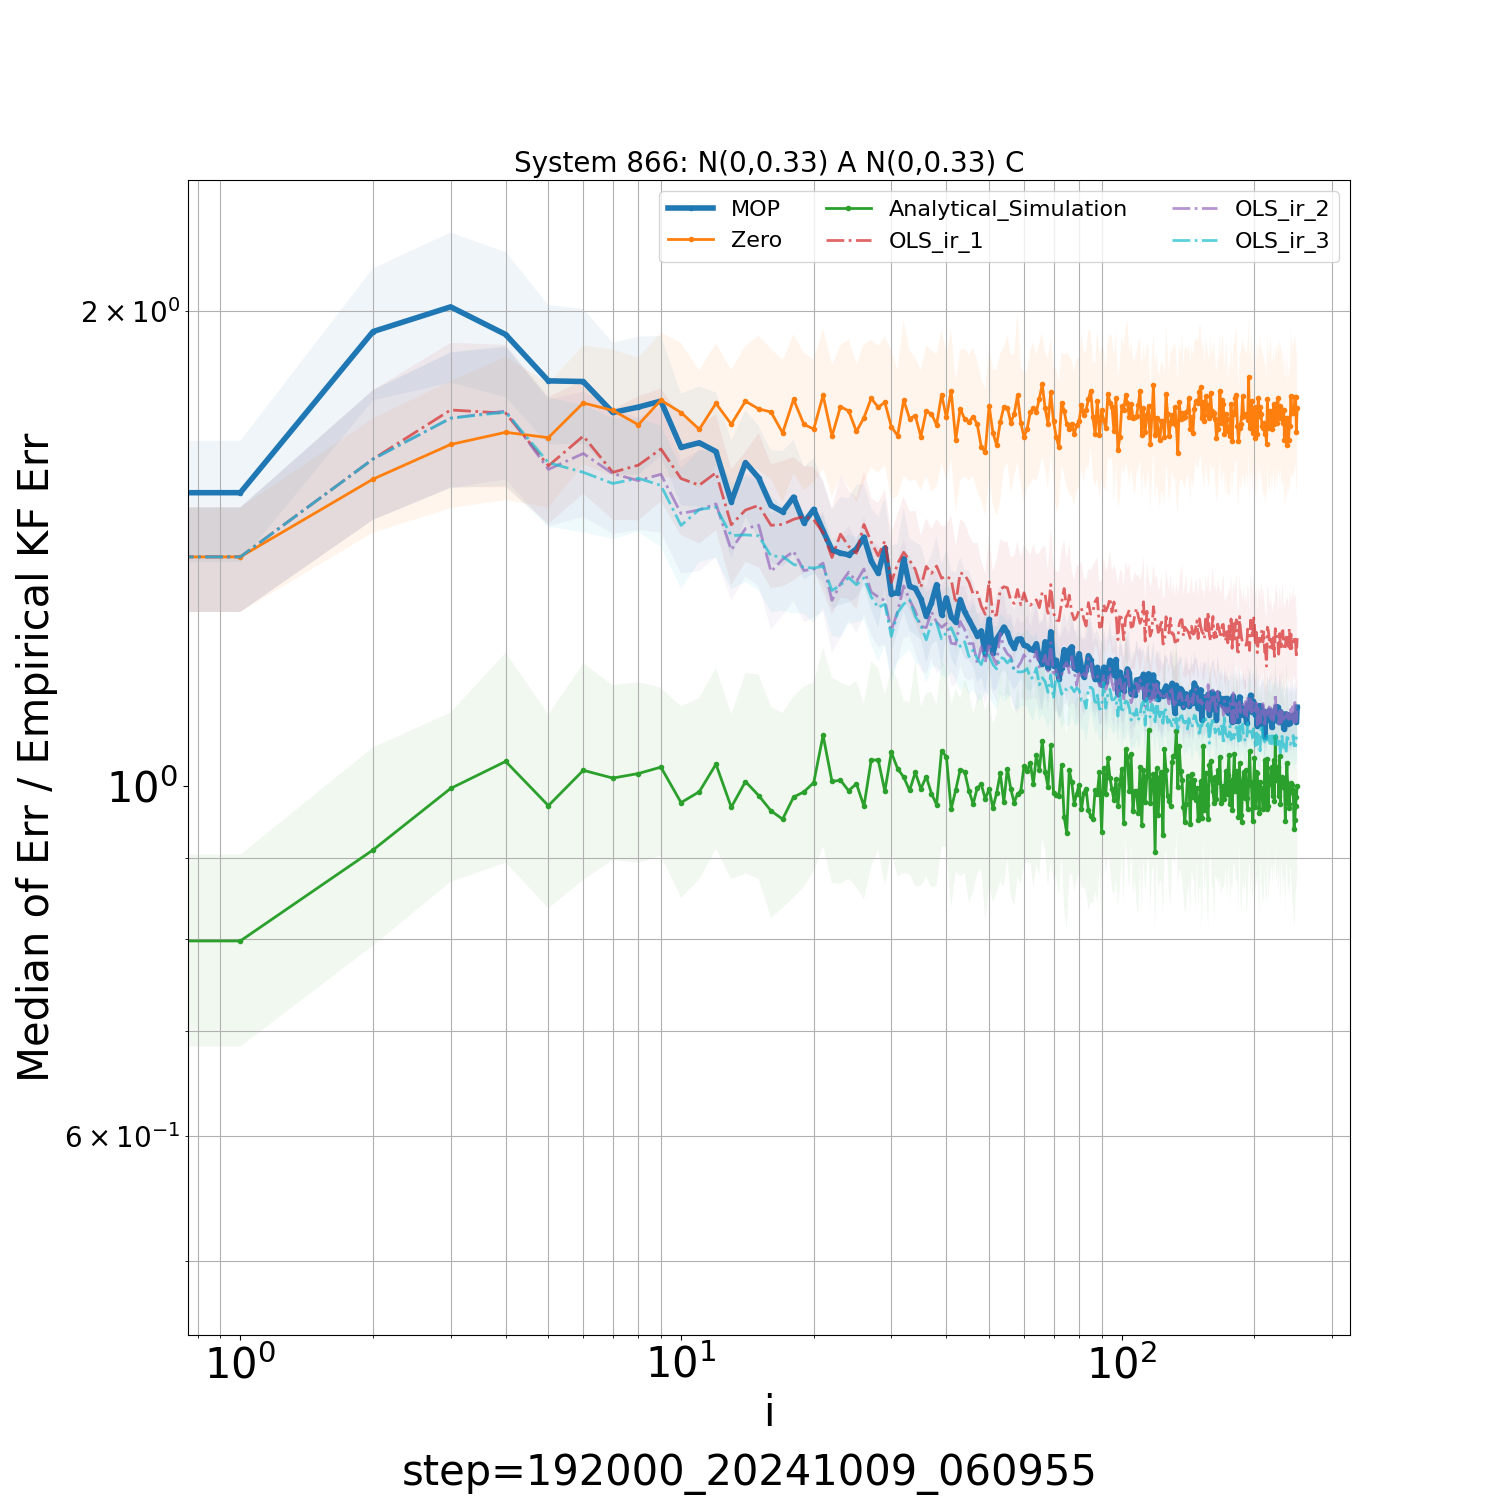 System 866: N(0,0.33) A N(0,0.33) C
MOP
Zero
Analytical_Simulation
OLS_ir_1
OLS_ir_2
OLS_ir_3
Median of Err / Empirical KF Err
2 × 10⁰
10⁰
6 × 10⁻¹
10⁰
10¹
10²
i
step=192000_20241009_060955